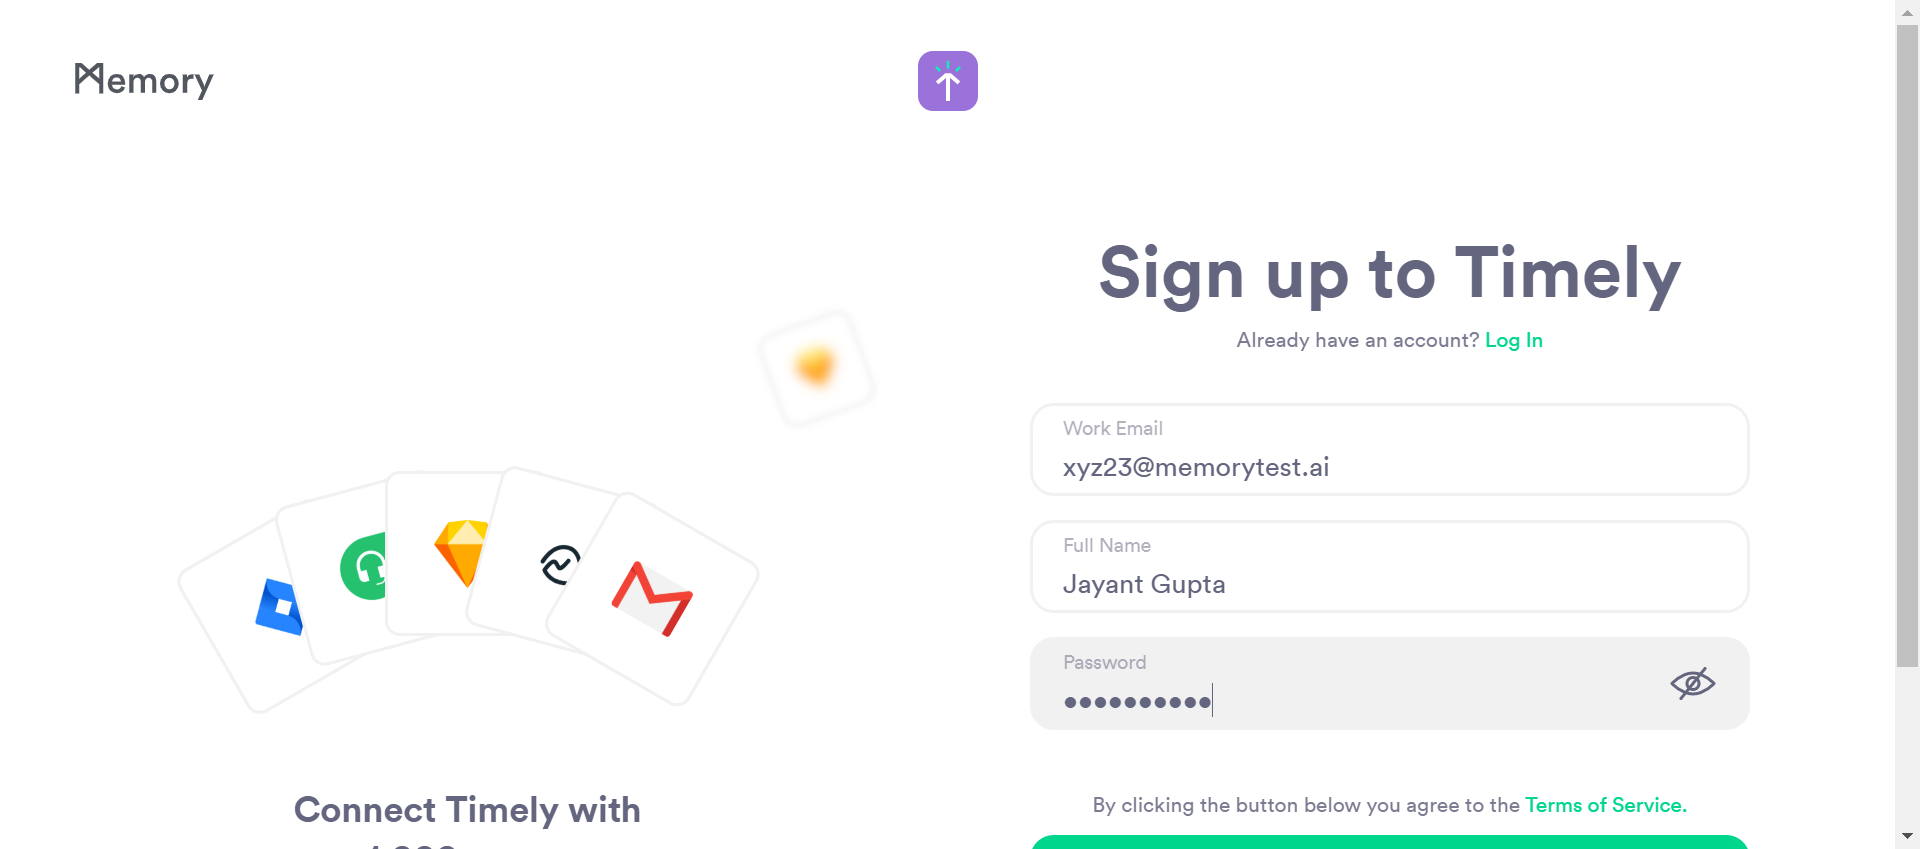 Memory
Sign up to Timely
Already have an account? Log In
Work Email
xyz23@memorytest.ai
Full Name
Jayant Gupta
Password
By clicking the button below you agree to the Terms of Service.
Connect Timely with